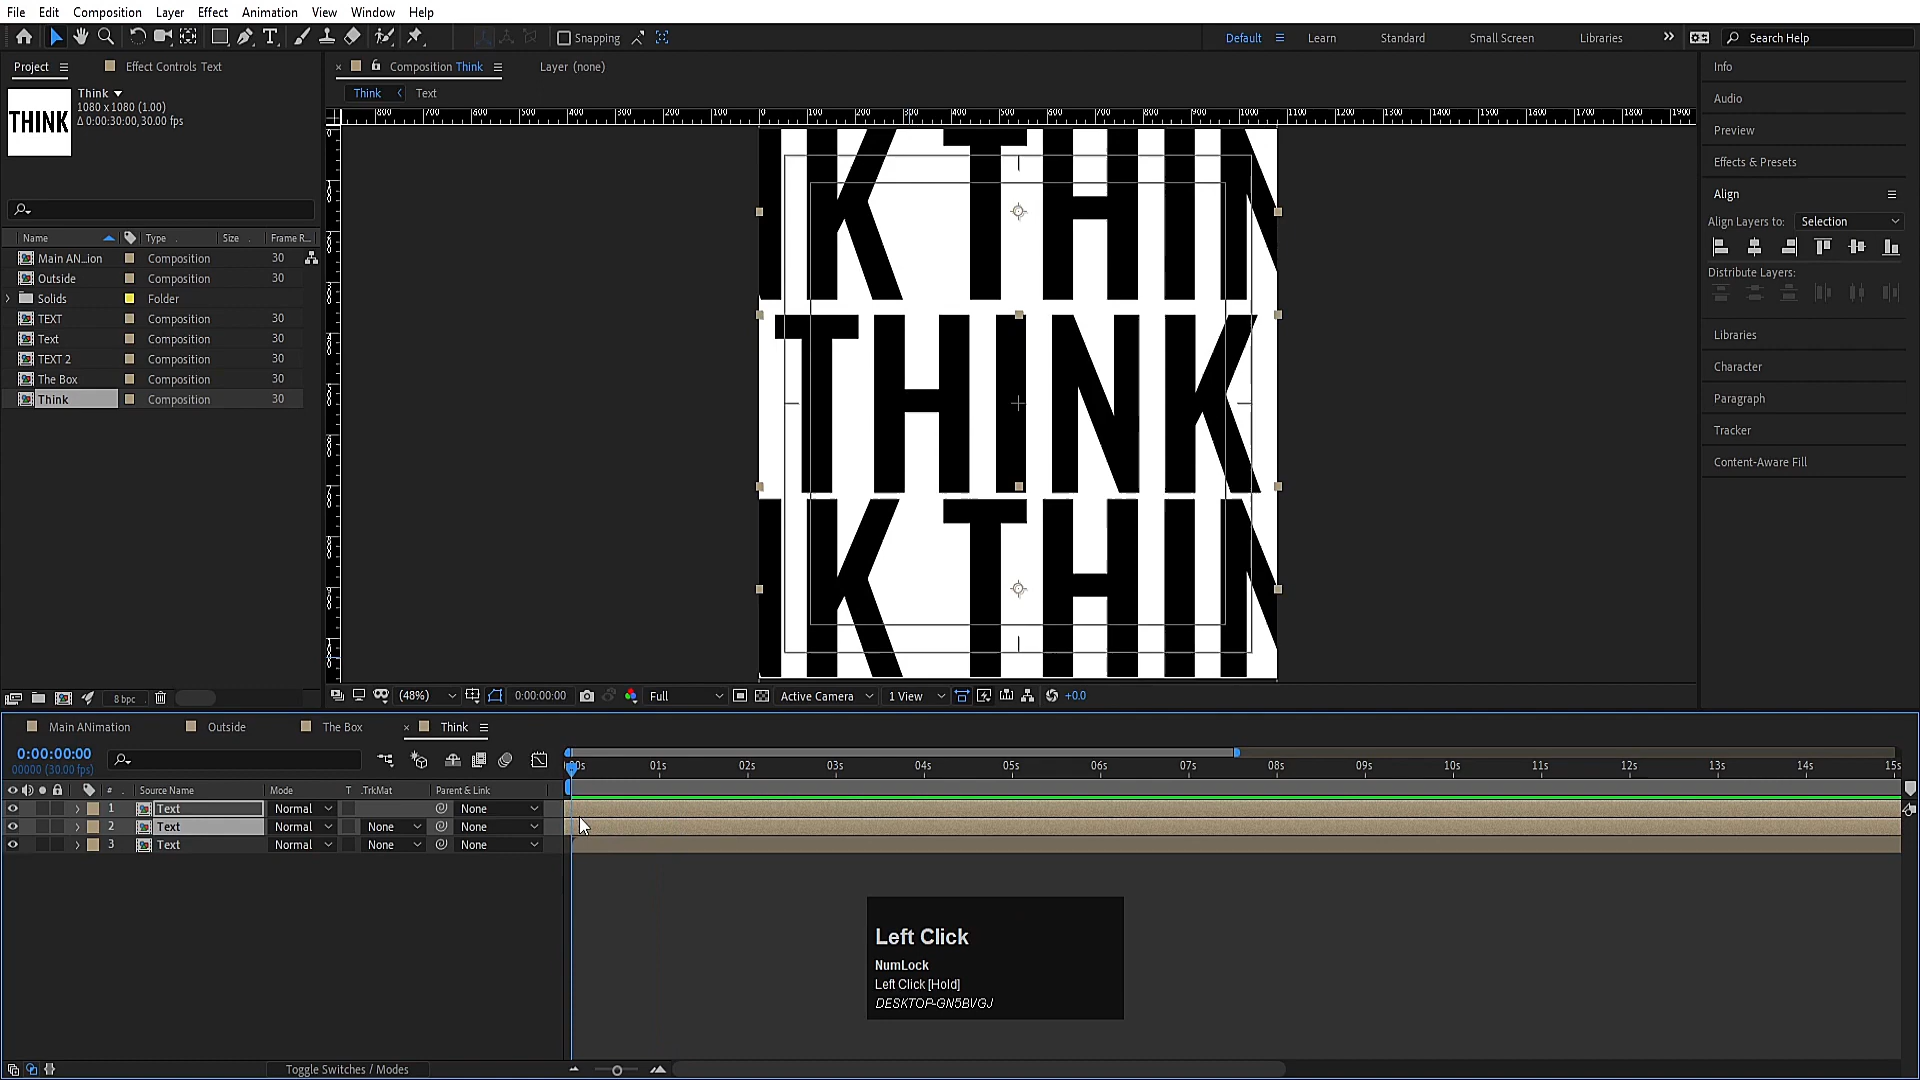 File Edit Composition Layer Effect Animation View Window Help
Snapping Default Learn Standard Small Screen Libraries Search Help
Project Effect Controls Text Composition Think Layer (none) Info
Think
1080 x 1080 (1.00)
Δ 0:00:30:00, 30.00 fps
THINK
Think Text
Audio
Preview
Effects & Presets
Align
Align Layers to: Selection
Distribute Layers:
Libraries
Character
Paragraph
Tracker
Content-Aware Fill
Name Type Size Frame R...
Main AN...ion Composition 30
Outside Composition 30
Solids Folder
TEXT Composition 30
Text Composition 30
TEXT 2 Composition 30
The Box Composition 30
Think Composition 30
IK THIN
THINK
IK THIN
8 bpc (48%) 0:00:00:00 Full Active Camera 1 View +0.0
Main ANimation Outside The Box Think
0:00:00:00
00000 (30.00 fps)
01s 02s 03s 04s 05s 06s 07s 08s 09s 10s 11s 12s 13s 14s 15s
# Source Name Mode T .TrkMat Parent & Link
1 Text Normal None
2 Text Normal None None
3 Text Normal None None
Left Click
NumLock
Left Click [Hold]
DESKTOP-GN5BVGJ
Toggle Switches / Modes